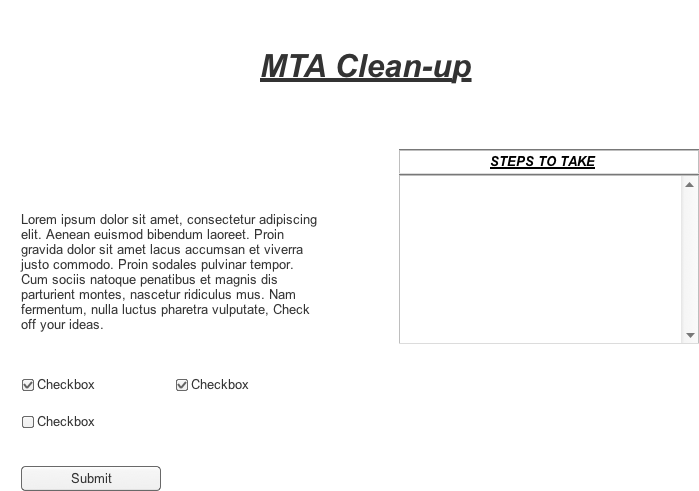 MTA Clean-up
STEPS TO TAKE
Lorem ipsum dolor sit amet, consectetur adipiscing
elit. Aenean euismod bibendum laoreet. Proin
gravida dolor sit amet lacus accumsan et viverra
justo commodo. Proin sodales pulvinar tempor.
Cum sociis natoque penatibus et magnis dis
parturient montes, nascetur ridiculus mus. Nam
fermentum, nulla luctus pharetra vulputate, Check
off your ideas.
Checkbox Checkbox
Checkbox
Submit